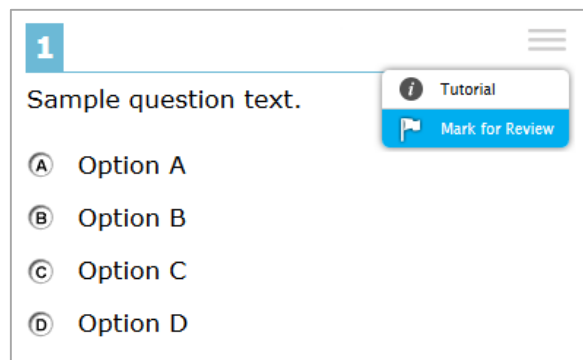 1
Tutorial
Sample question text.
Mark for Review
A Option A
B Option B
C Option C
D Option D